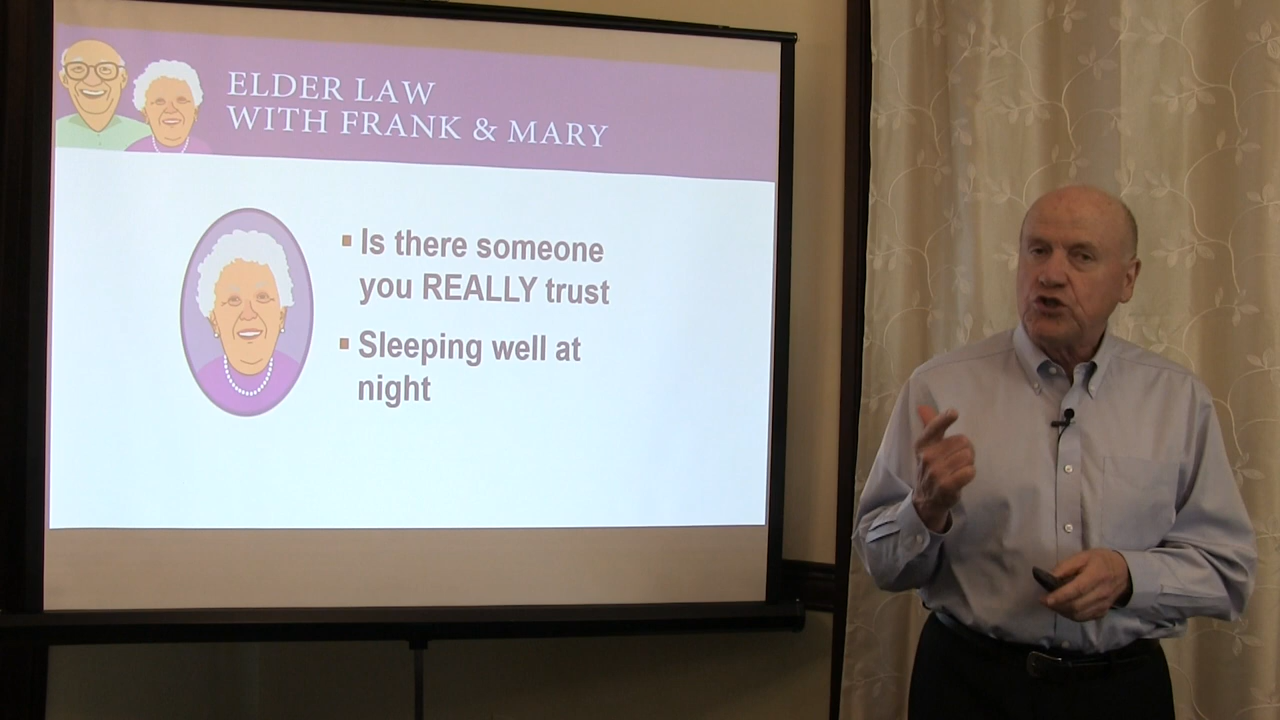 ELDER LAW
WITH FRANK & MARY
▪ Is there someone
you REALLY trust
▪ Sleeping well at
night